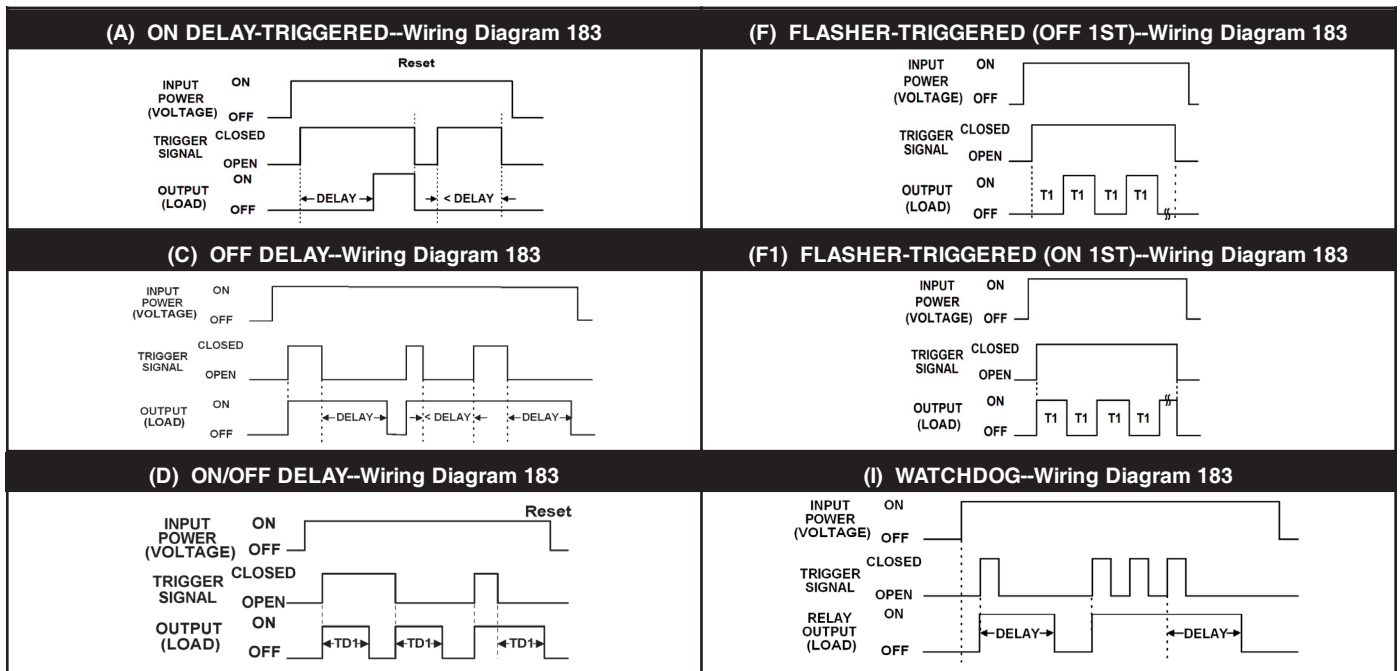 (A) ON DELAY-TRIGGERED--Wiring Diagram 183
Reset
INPUT
POWER
(VOLTAGE)
ON
OFF
TRIGGER
SIGNAL
CLOSED
OPEN
OUTPUT
(LOAD)
ON
OFF
DELAY
< DELAY
(F) FLASHER-TRIGGERED (OFF 1ST)--Wiring Diagram 183
INPUT
POWER
(VOLTAGE)
ON
OFF
TRIGGER
SIGNAL
CLOSED
OPEN
OUTPUT
(LOAD)
ON
OFF
T1 T1 T1 T1
(C) OFF DELAY--Wiring Diagram 183
INPUT
POWER
(VOLTAGE)
ON
OFF
TRIGGER
SIGNAL
CLOSED
OPEN
OUTPUT
(LOAD)
ON
OFF
DELAY
< DELAY
DELAY
(F1) FLASHER-TRIGGERED (ON 1ST)--Wiring Diagram 183
INPUT
POWER
(VOLTAGE)
ON
OFF
TRIGGER
SIGNAL
CLOSED
OPEN
OUTPUT
(LOAD)
ON
OFF
T1 T1 T1 T1
(D) ON/OFF DELAY--Wiring Diagram 183
Reset
INPUT
POWER
(VOLTAGE)
ON
OFF
TRIGGER
SIGNAL
CLOSED
OPEN
OUTPUT
(LOAD)
ON
OFF
TD1
TD1
TD1
(I) WATCHDOG--Wiring Diagram 183
INPUT
POWER
(VOLTAGE)
ON
OFF
TRIGGER
SIGNAL
CLOSED
OPEN
RELAY
OUTPUT
(LOAD)
ON
OFF
DELAY
DELAY